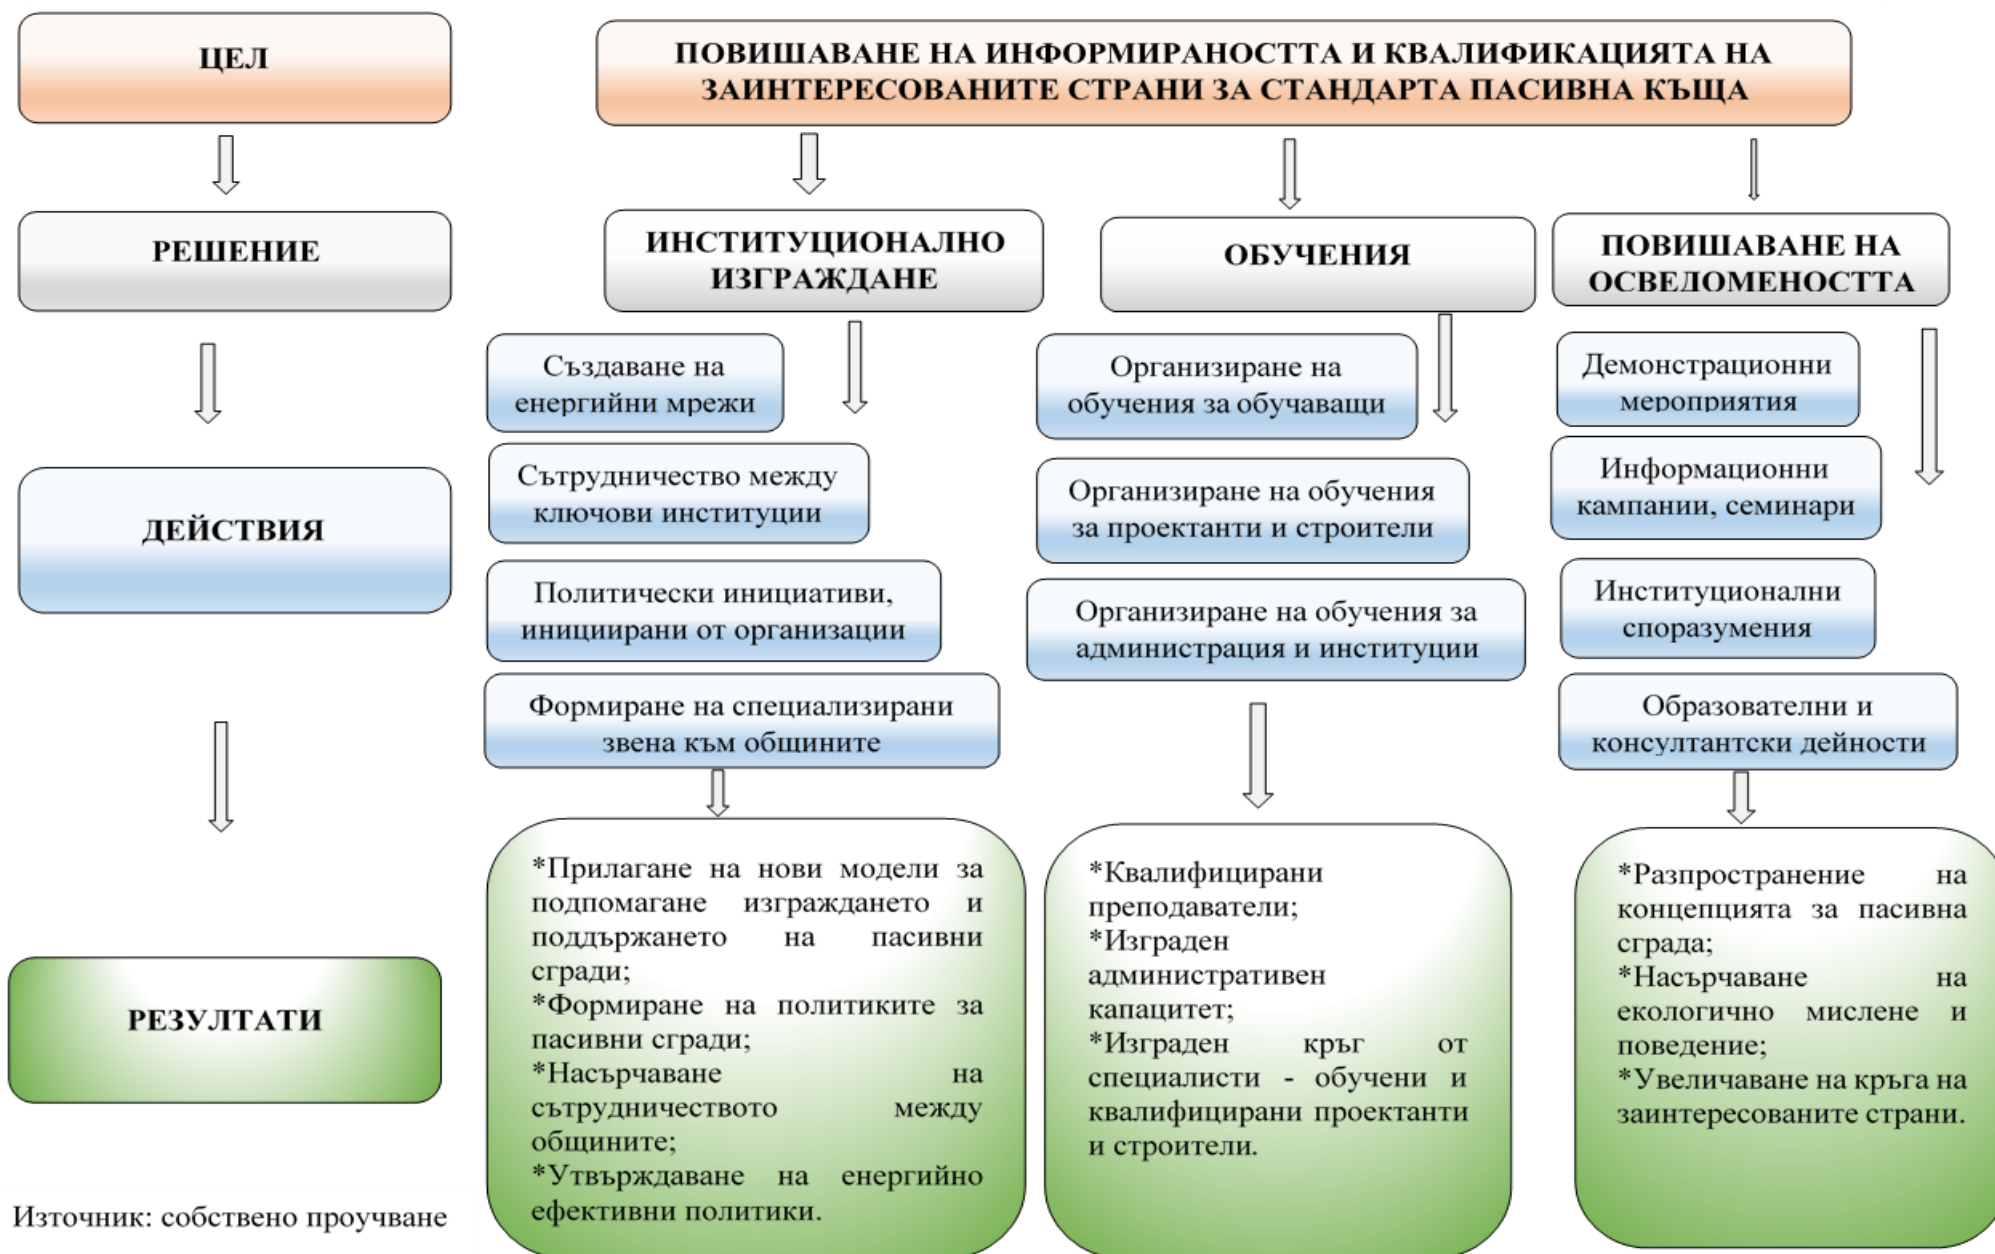 ЦЕЛ
ПОВИШАВАНЕ НА ИНФОРМИРАНОСТТА И КВАЛИФИКАЦИЯТА НА
ЗАИНТЕРЕСОВАНИТЕ СТРАНИ ЗА СТАНДАРТА ПАСИВНА КЪЩА
РЕШЕНИЕ
ИНСТИТУЦИОНАЛНО
ИЗГРАЖДАНЕ
ОБУЧЕНИЯ
ПОВИШАВАНЕ НА
ОСВЕДОМЕНОСТТА
ДЕЙСТВИЯ
Създаване на
енергийни мрежи
Сътрудничество между
ключови институции
Политически инициативи,
инициирани от организации
Формиране на специализирани
звена към общините
Организиране на
обучения за обучаващи
Организиране на обучения
за проектанти и строители
Организиране на обучения за
администрация и институции
Демонстрационни
мероприятия
Информационни
кампании, семинари
Институционални
споразумения
Образователни и
консултантски дейности
РЕЗУЛТАТИ
*Прилагане на нови модели за
подпомагане изграждането и
поддържането на пасивни
сгради;
*Формиране на политиките за
пасивни сгради;
*Насърчаване на
сътрудничеството между
общините;
*Утвърждаване на енергийно
ефективни политики.
*Квалифицирани
преподаватели;
*Изграден
административен
капацитет;
*Изграден кръг от
специалисти - обучени и
квалифицирани проектанти
и строители.
*Разпространение на
концепцията за пасивна
сграда;
*Насърчаване на
екологично мислене и
поведение;
*Увеличаване на кръга на
заинтересованите страни.
Източник: собствено проучване